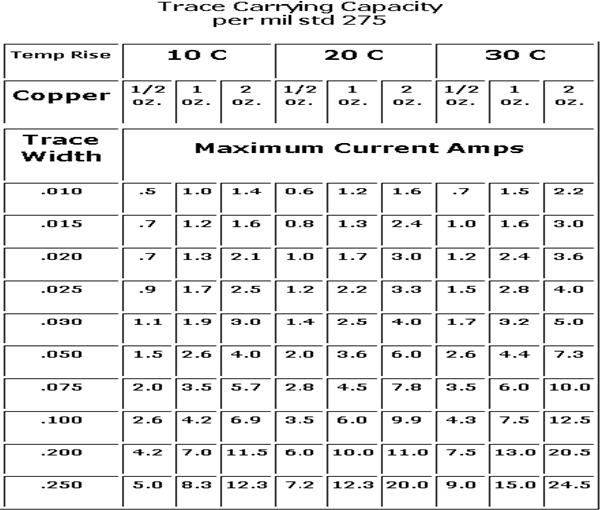 Trace Carrying Capacity
per mil std 275
Temp Rise 10 C 20 C 30 C
Copper 1/2 oz. 1 oz. 2 oz. 1/2 oz. 1 oz. 2 oz. 1/2 oz. 1 oz. 2 oz.
Trace Width Maximum Current Amps
.010 .5 1.0 1.4 0.6 1.2 1.6 .7 1.5 2.2
.015 .7 1.2 1.6 0.8 1.3 2.4 1.0 1.6 3.0
.020 .7 1.3 2.1 1.0 1.7 3.0 1.2 2.4 3.6
.025 .9 1.7 2.5 1.2 2.2 3.3 1.5 2.8 4.0
.030 1.1 1.9 3.0 1.4 2.5 4.0 1.7 3.2 5.0
.050 1.5 2.6 4.0 2.0 3.6 6.0 2.6 4.4 7.3
.075 2.0 3.5 5.7 2.8 4.5 7.8 3.5 6.0 10.0
.100 2.6 4.2 6.9 3.5 6.0 9.9 4.3 7.5 12.5
.200 4.2 7.0 11.5 6.0 10.0 11.0 7.5 13.0 20.5
.250 5.0 8.3 12.3 7.2 12.3 20.0 9.0 15.0 24.5